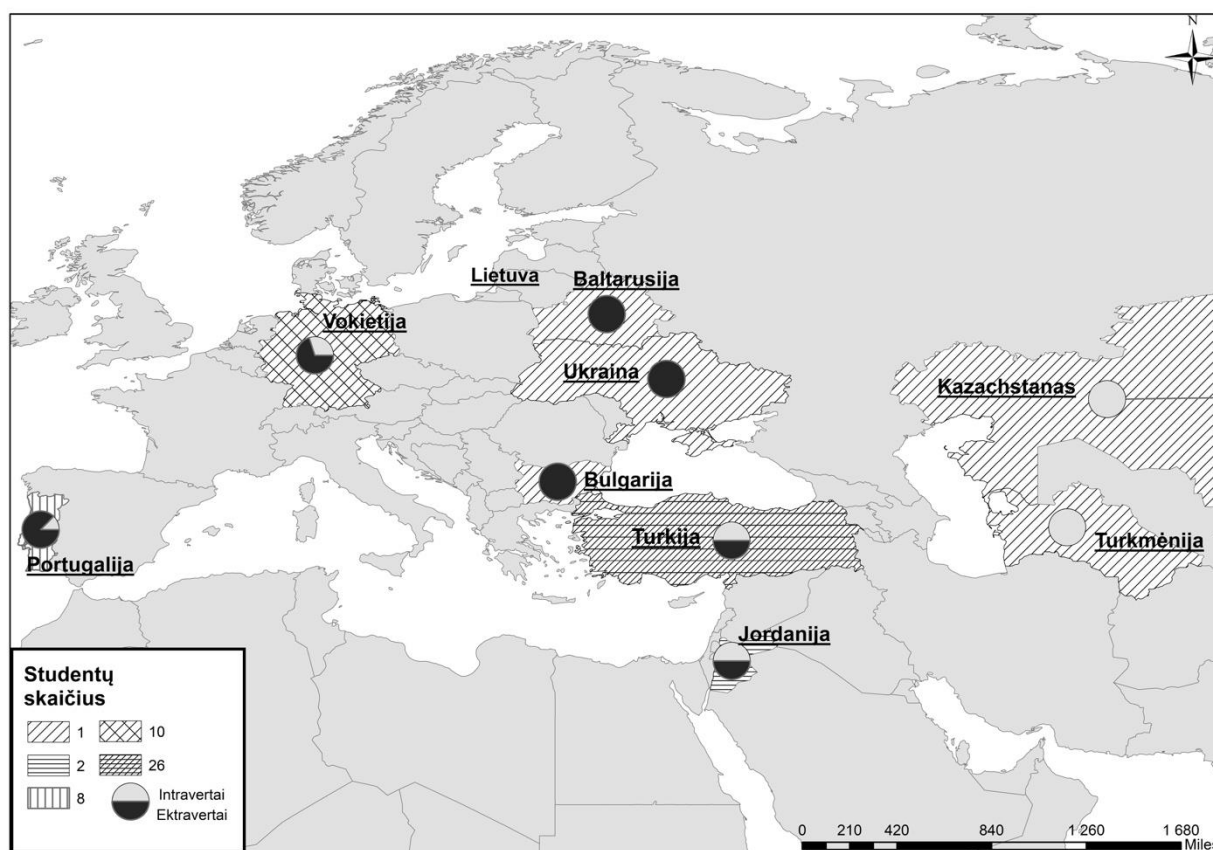 N
Lietuva
Baltarusija
Vokietija
Ukraina
Kazachstanas
Bulgarija
Turkija
Turkmėnija
Portugalija
Jordanija
Studentų
skaičius
1
10
2
26
8
Intravertai
Ektravertai
0 210 420 840 1 260 1 680
Miles